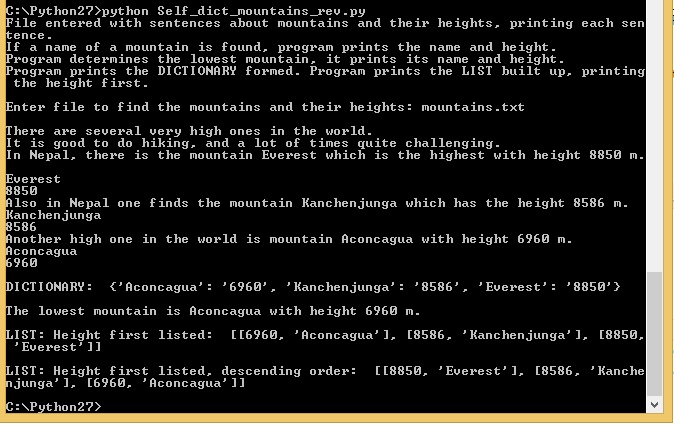 C:\Python27>python Self_dict_mountains_rev.py
File entered with sentences about mountains and their heights, printing each sen
tence.
If a name of a mountain is found, program prints the name and height.
Program determines the lowest mountain, it prints its name and height.
Program prints the DICTIONARY formed. Program prints the LIST built up, printing
 the height first.
Enter file to find the mountains and their heights: mountains.txt
There are several very high ones in the world.
It is good to do hiking, and a lot of times quite challenging.
In Nepal, there is the mountain Everest which is the highest with height 8850 m.
Everest
8850
Also in Nepal one finds the mountain Kanchenjunga which has the height 8586 m.
Kanchenjunga
8586
Another high one in the world is mountain Aconcagua with height 6960 m.
Aconcagua
6960
DICTIONARY:  {'Aconcagua': '6960', 'Kanchenjunga': '8586', 'Everest': '8850'}
The lowest mountain is Aconcagua with height 6960 m.
LIST: Height first listed:  [[6960, 'Aconcagua'], [8586, 'Kanchenjunga'], [8850,
 'Everest']]
LIST: Height first listed, descending order:  [[8850, 'Everest'], [8586, 'Kanche
njunga'], [6960, 'Aconcagua']]
C:\Python27>